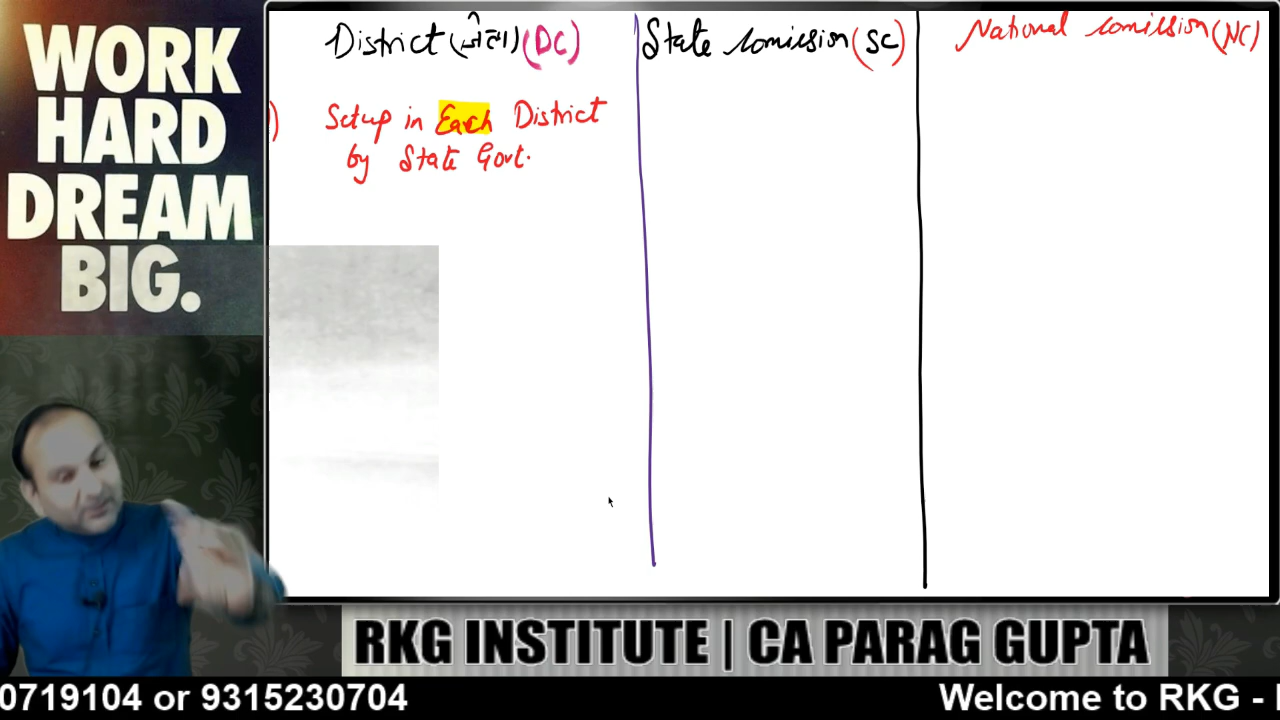 WORK
HARD
DREAM
BIG.
District (जिला) (DC)
) Setup in Each District
by State Govt.
State Comission (SC)
National Comission (NC)
RKG INSTITUTE | CA PARAG GUPTA
0719104 or 9315230704
Welcome to RKG -